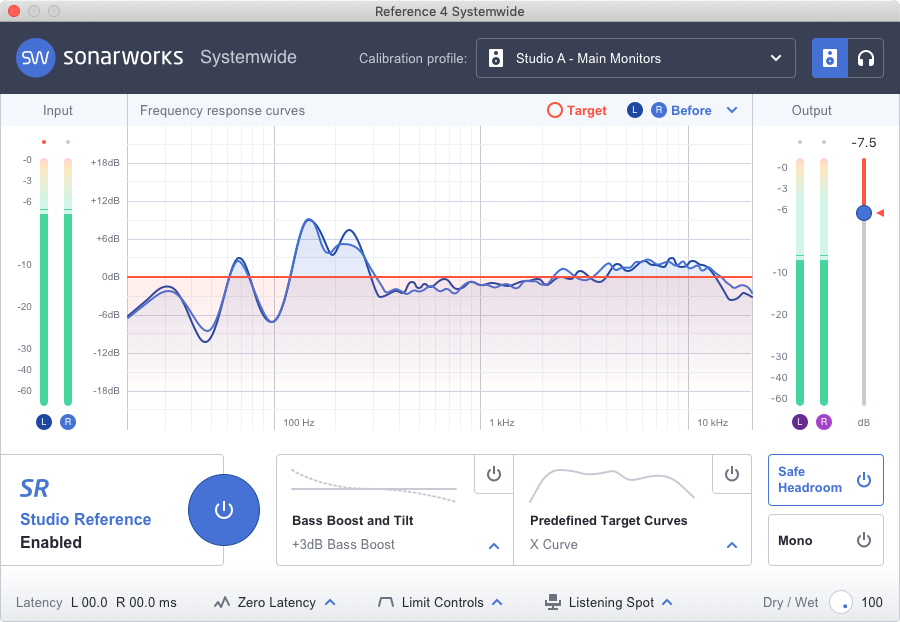 Reference 4 Systemwide
SW sonarworks Systemwide
Calibration profile: Studio A - Main Monitors
Input
Frequency response curves
Target
L R Before
Output
-7.5
-0
-3
-6
-10
-20
-30
-40
-60
L R
+18dB
+12dB
+6dB
0dB
-6dB
-12dB
-18dB
100 Hz
1 kHz
10 kHz
-0
-3
-6
-10
-20
-30
-40
-60
L R dB
SR
Studio Reference
Enabled
Bass Boost and Tilt
+3dB Bass Boost
Predefined Target Curves
X Curve
Safe
Headroom
Mono
Latency L 00.0 R 00.0 ms
Zero Latency
Limit Controls
Listening Spot
Dry / Wet 100